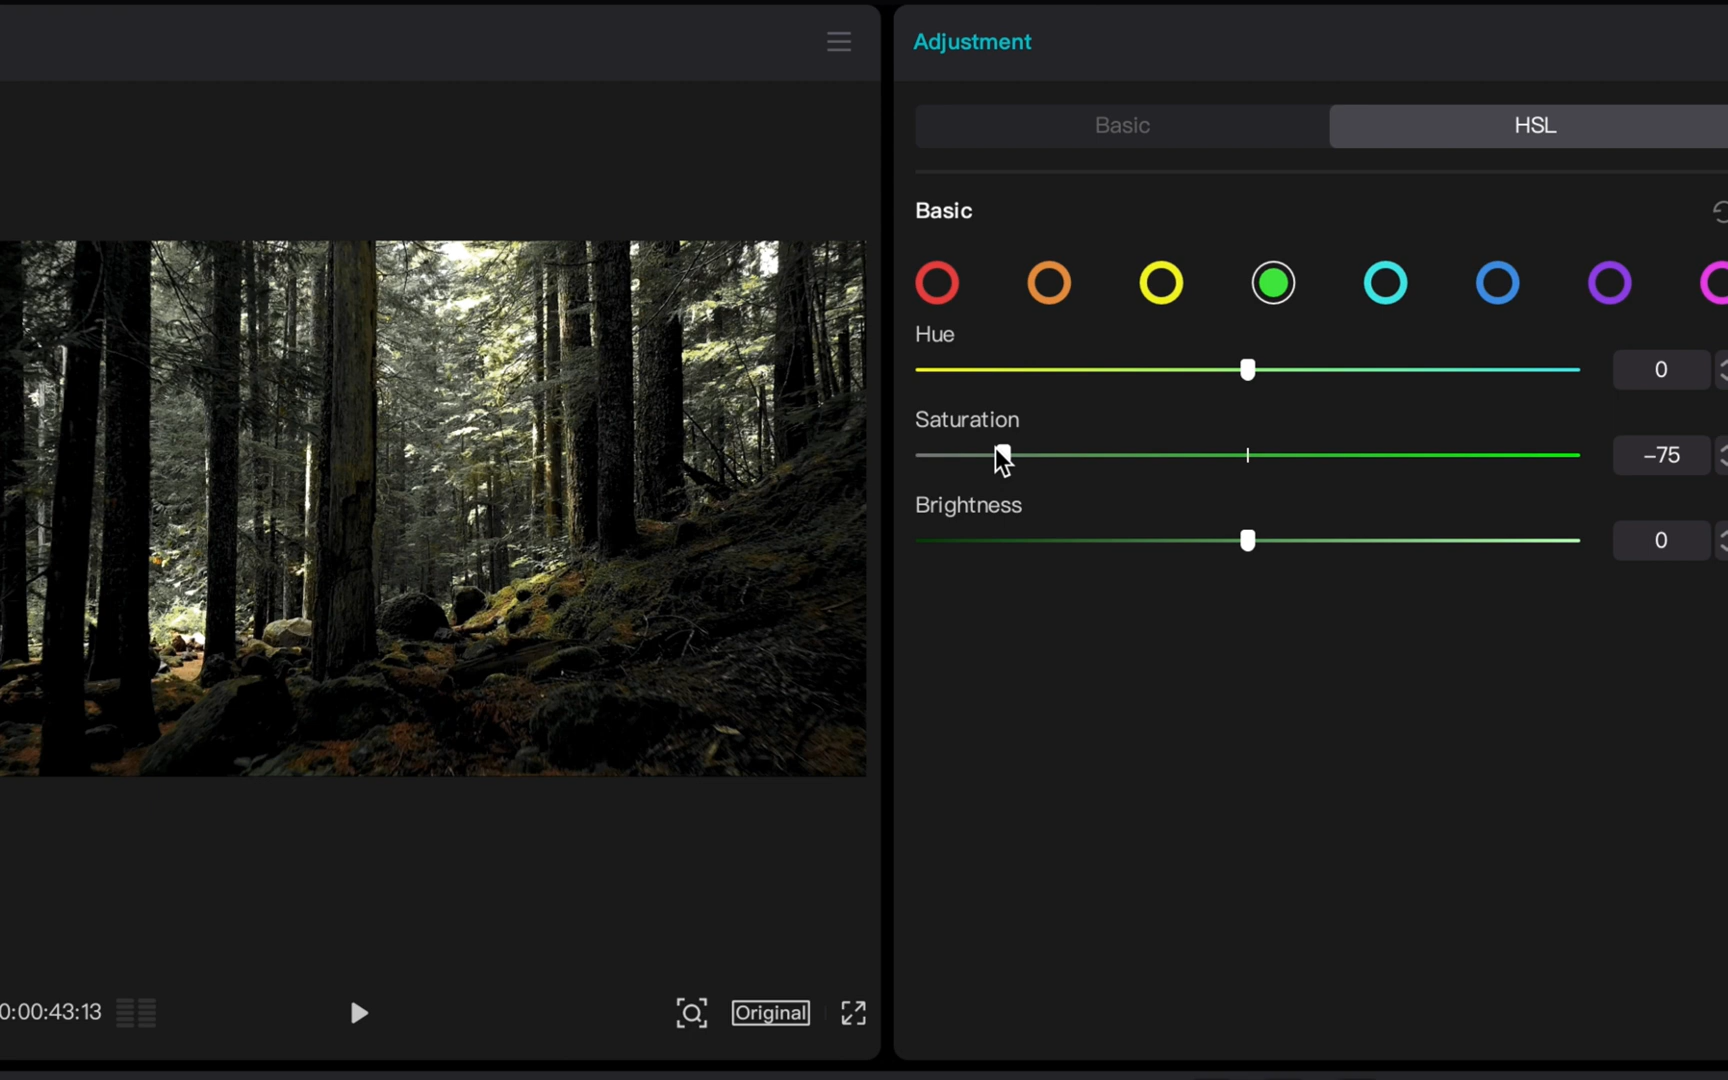 Adjustment
Basic
HSL
Basic
Hue
0
Saturation
−75
Brightness
0
0:00:43:13
Original